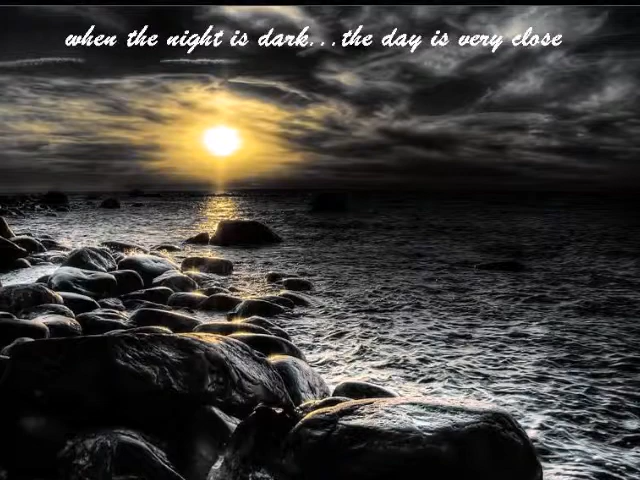 when the night is dark...the day is very close